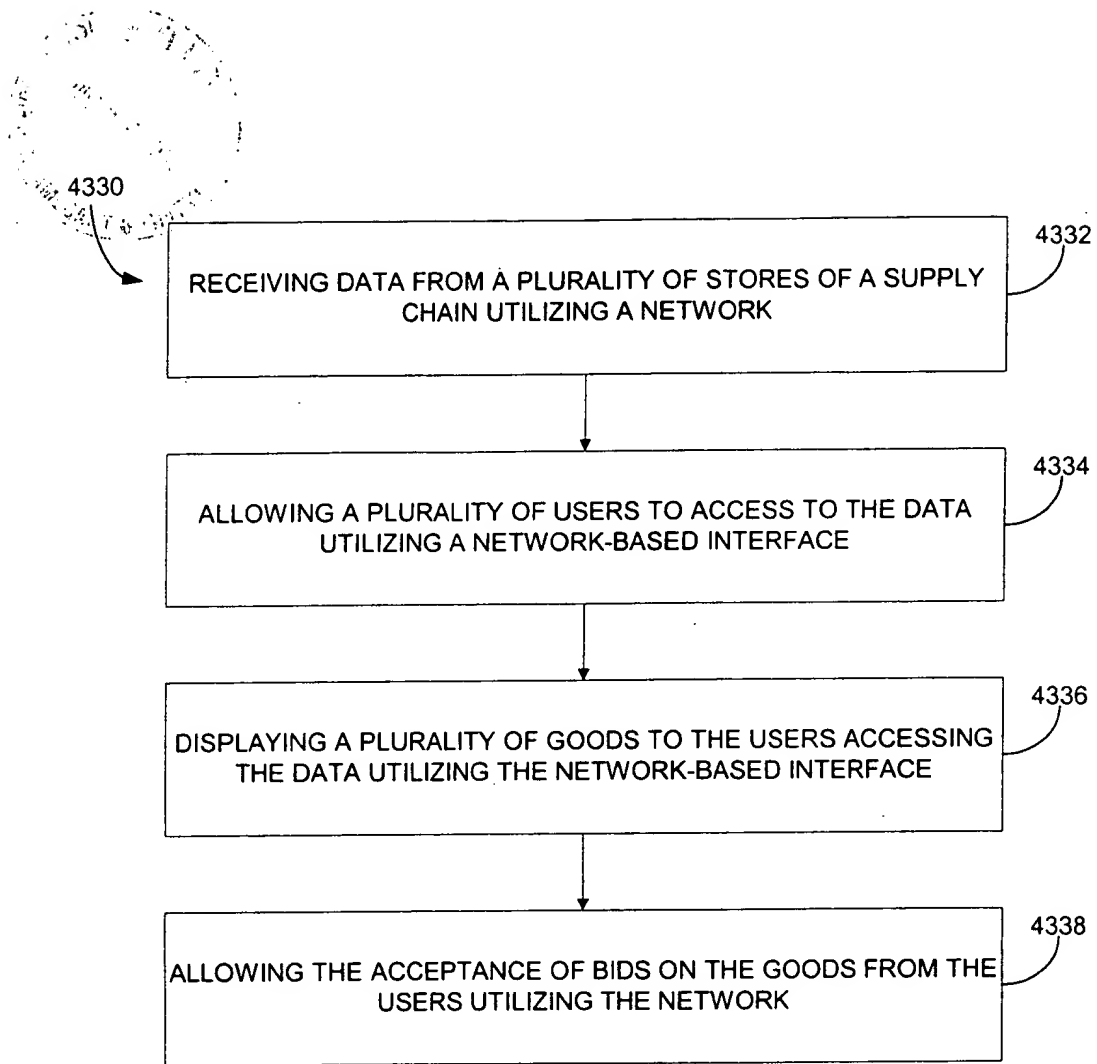 4330
4332
RECEIVING DATA FROM A PLURALITY OF STORES OF A SUPPLY
CHAIN UTILIZING A NETWORK
4334
ALLOWING A PLURALITY OF USERS TO ACCESS TO THE DATA
UTILIZING A NETWORK-BASED INTERFACE
4336
DISPLAYING A PLURALITY OF GOODS TO THE USERS ACCESSING
THE DATA UTILIZING THE NETWORK-BASED INTERFACE
4338
ALLOWING THE ACCEPTANCE OF BIDS ON THE GOODS FROM THE
USERS UTILIZING THE NETWORK